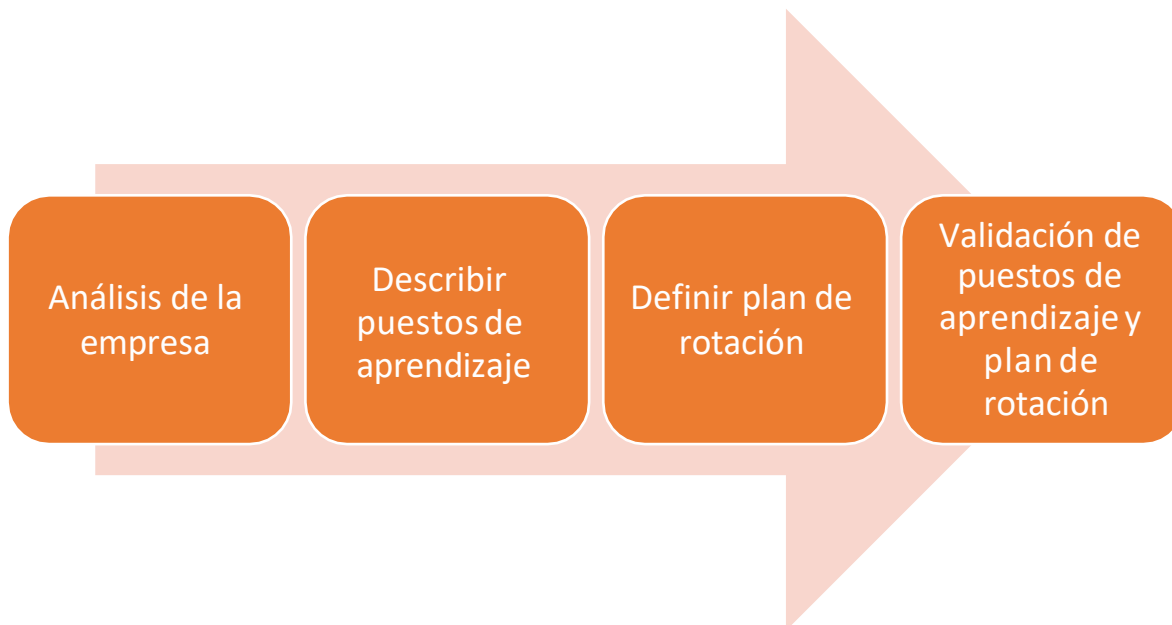 Análisis de la
empresa
Describir
puestos de
aprendizaje
Definir plan de
rotación
Validación de
puestos de
aprendizaje y
plan de
rotación